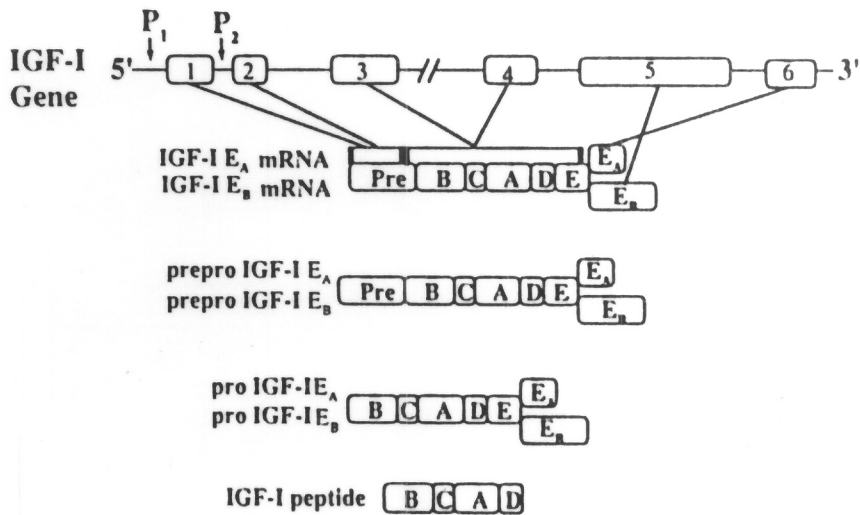 P1 P2
IGF-I Gene 5' 1 2 3 4 5 6 3'
IGF-I EA mRNA EA
IGF-I EB mRNA Pre B C A D E EB
prepro IGF-I EA EA
prepro IGF-I EB Pre B C A D E EB
pro IGF-I EA EA
pro IGF-I EB B C A D E EB
IGF-I peptide B C A D